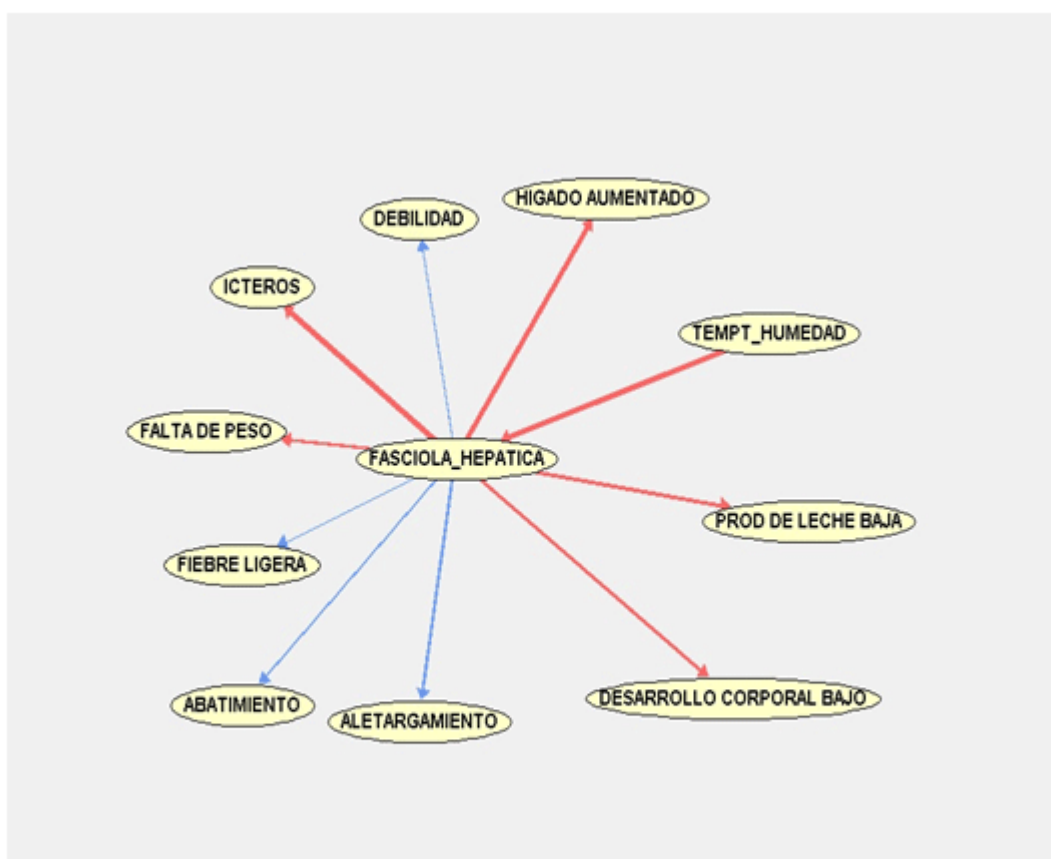 HIGADO AUMENTADO
DEBILIDAD
ICTEROS
TEMPT_HUMEDAD
FALTA DE PESO
FASCIOLA_HEPATICA
PROD DE LECHE BAJA
FIEBRE LIGERA
DESARROLLO CORPORAL BAJO
ABATIMIENTO
ALETARGAMIENTO